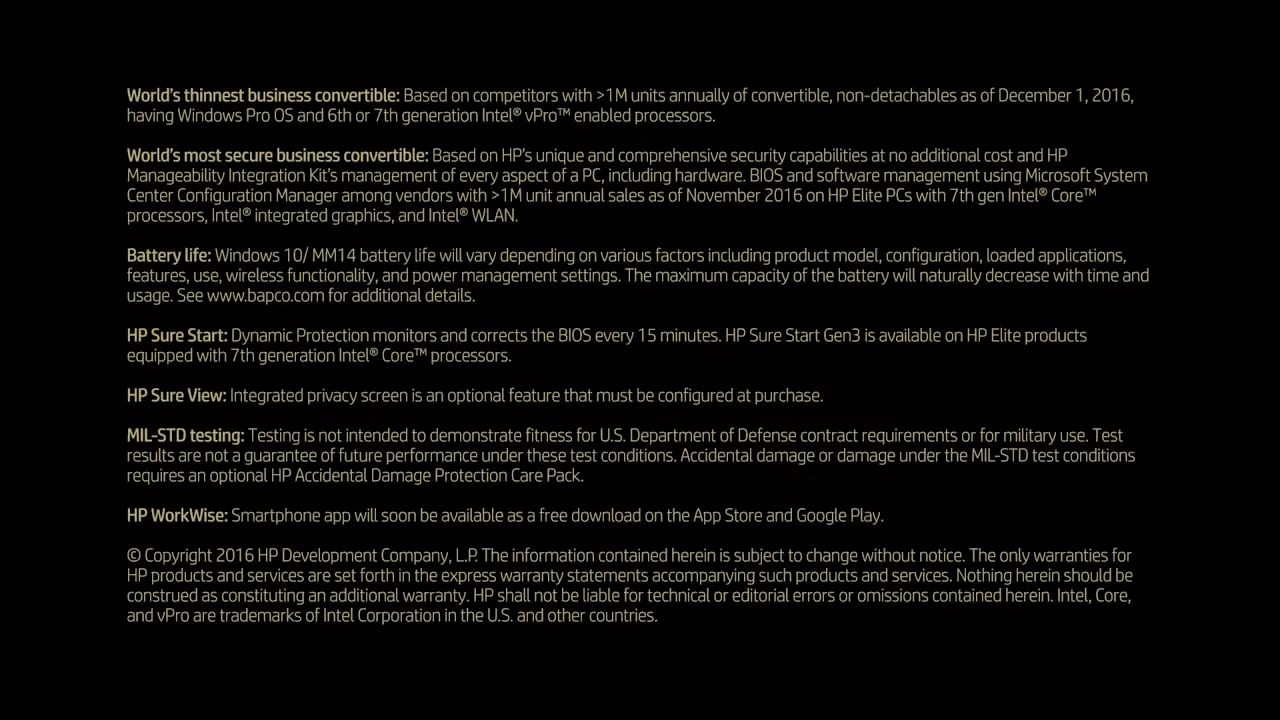 World's thinnest business convertible: Based on competitors with >1M units annually of convertible, non-detachables as of December 1, 2016,
having Windows Pro OS and 6th or 7th generation Intel® vPro™ enabled processors.
World's most secure business convertible: Based on HP's unique and comprehensive security capabilities at no additional cost and HP
Manageability Integration Kit's management of every aspect of a PC, including hardware. BIOS and software management using Microsoft System
Center Configuration Manager among vendors with >1M unit annual sales as of November 2016 on HP Elite PCs with 7th gen Intel® Core™
processors, Intel® integrated graphics, and Intel® WLAN.
Battery life: Windows 10/ MM14 battery life will vary depending on various factors including product model, configuration, loaded applications,
features, use, wireless functionality, and power management settings. The maximum capacity of the battery will naturally decrease with time and
usage. See www.bapco.com for additional details.
HP Sure Start: Dynamic Protection monitors and corrects the BIOS every 15 minutes. HP Sure Start Gen3 is available on HP Elite products
equipped with 7th generation Intel® Core™ processors.
HP Sure View: Integrated privacy screen is an optional feature that must be configured at purchase.
MIL-STD testing: Testing is not intended to demonstrate fitness for U.S. Department of Defense contract requirements or for military use. Test
results are not a guarantee of future performance under these test conditions. Accidental damage or damage under the MIL-STD test conditions
requires an optional HP Accidental Damage Protection Care Pack.
HP WorkWise: Smartphone app will soon be available as a free download on the App Store and Google Play.
© Copyright 2016 HP Development Company, L.P. The information contained herein is subject to change without notice. The only warranties for
HP products and services are set forth in the express warranty statements accompanying such products and services. Nothing herein should be
construed as constituting an additional warranty. HP shall not be liable for technical or editorial errors or omissions contained herein. Intel, Core,
and vPro are trademarks of Intel Corporation in the U.S. and other countries.